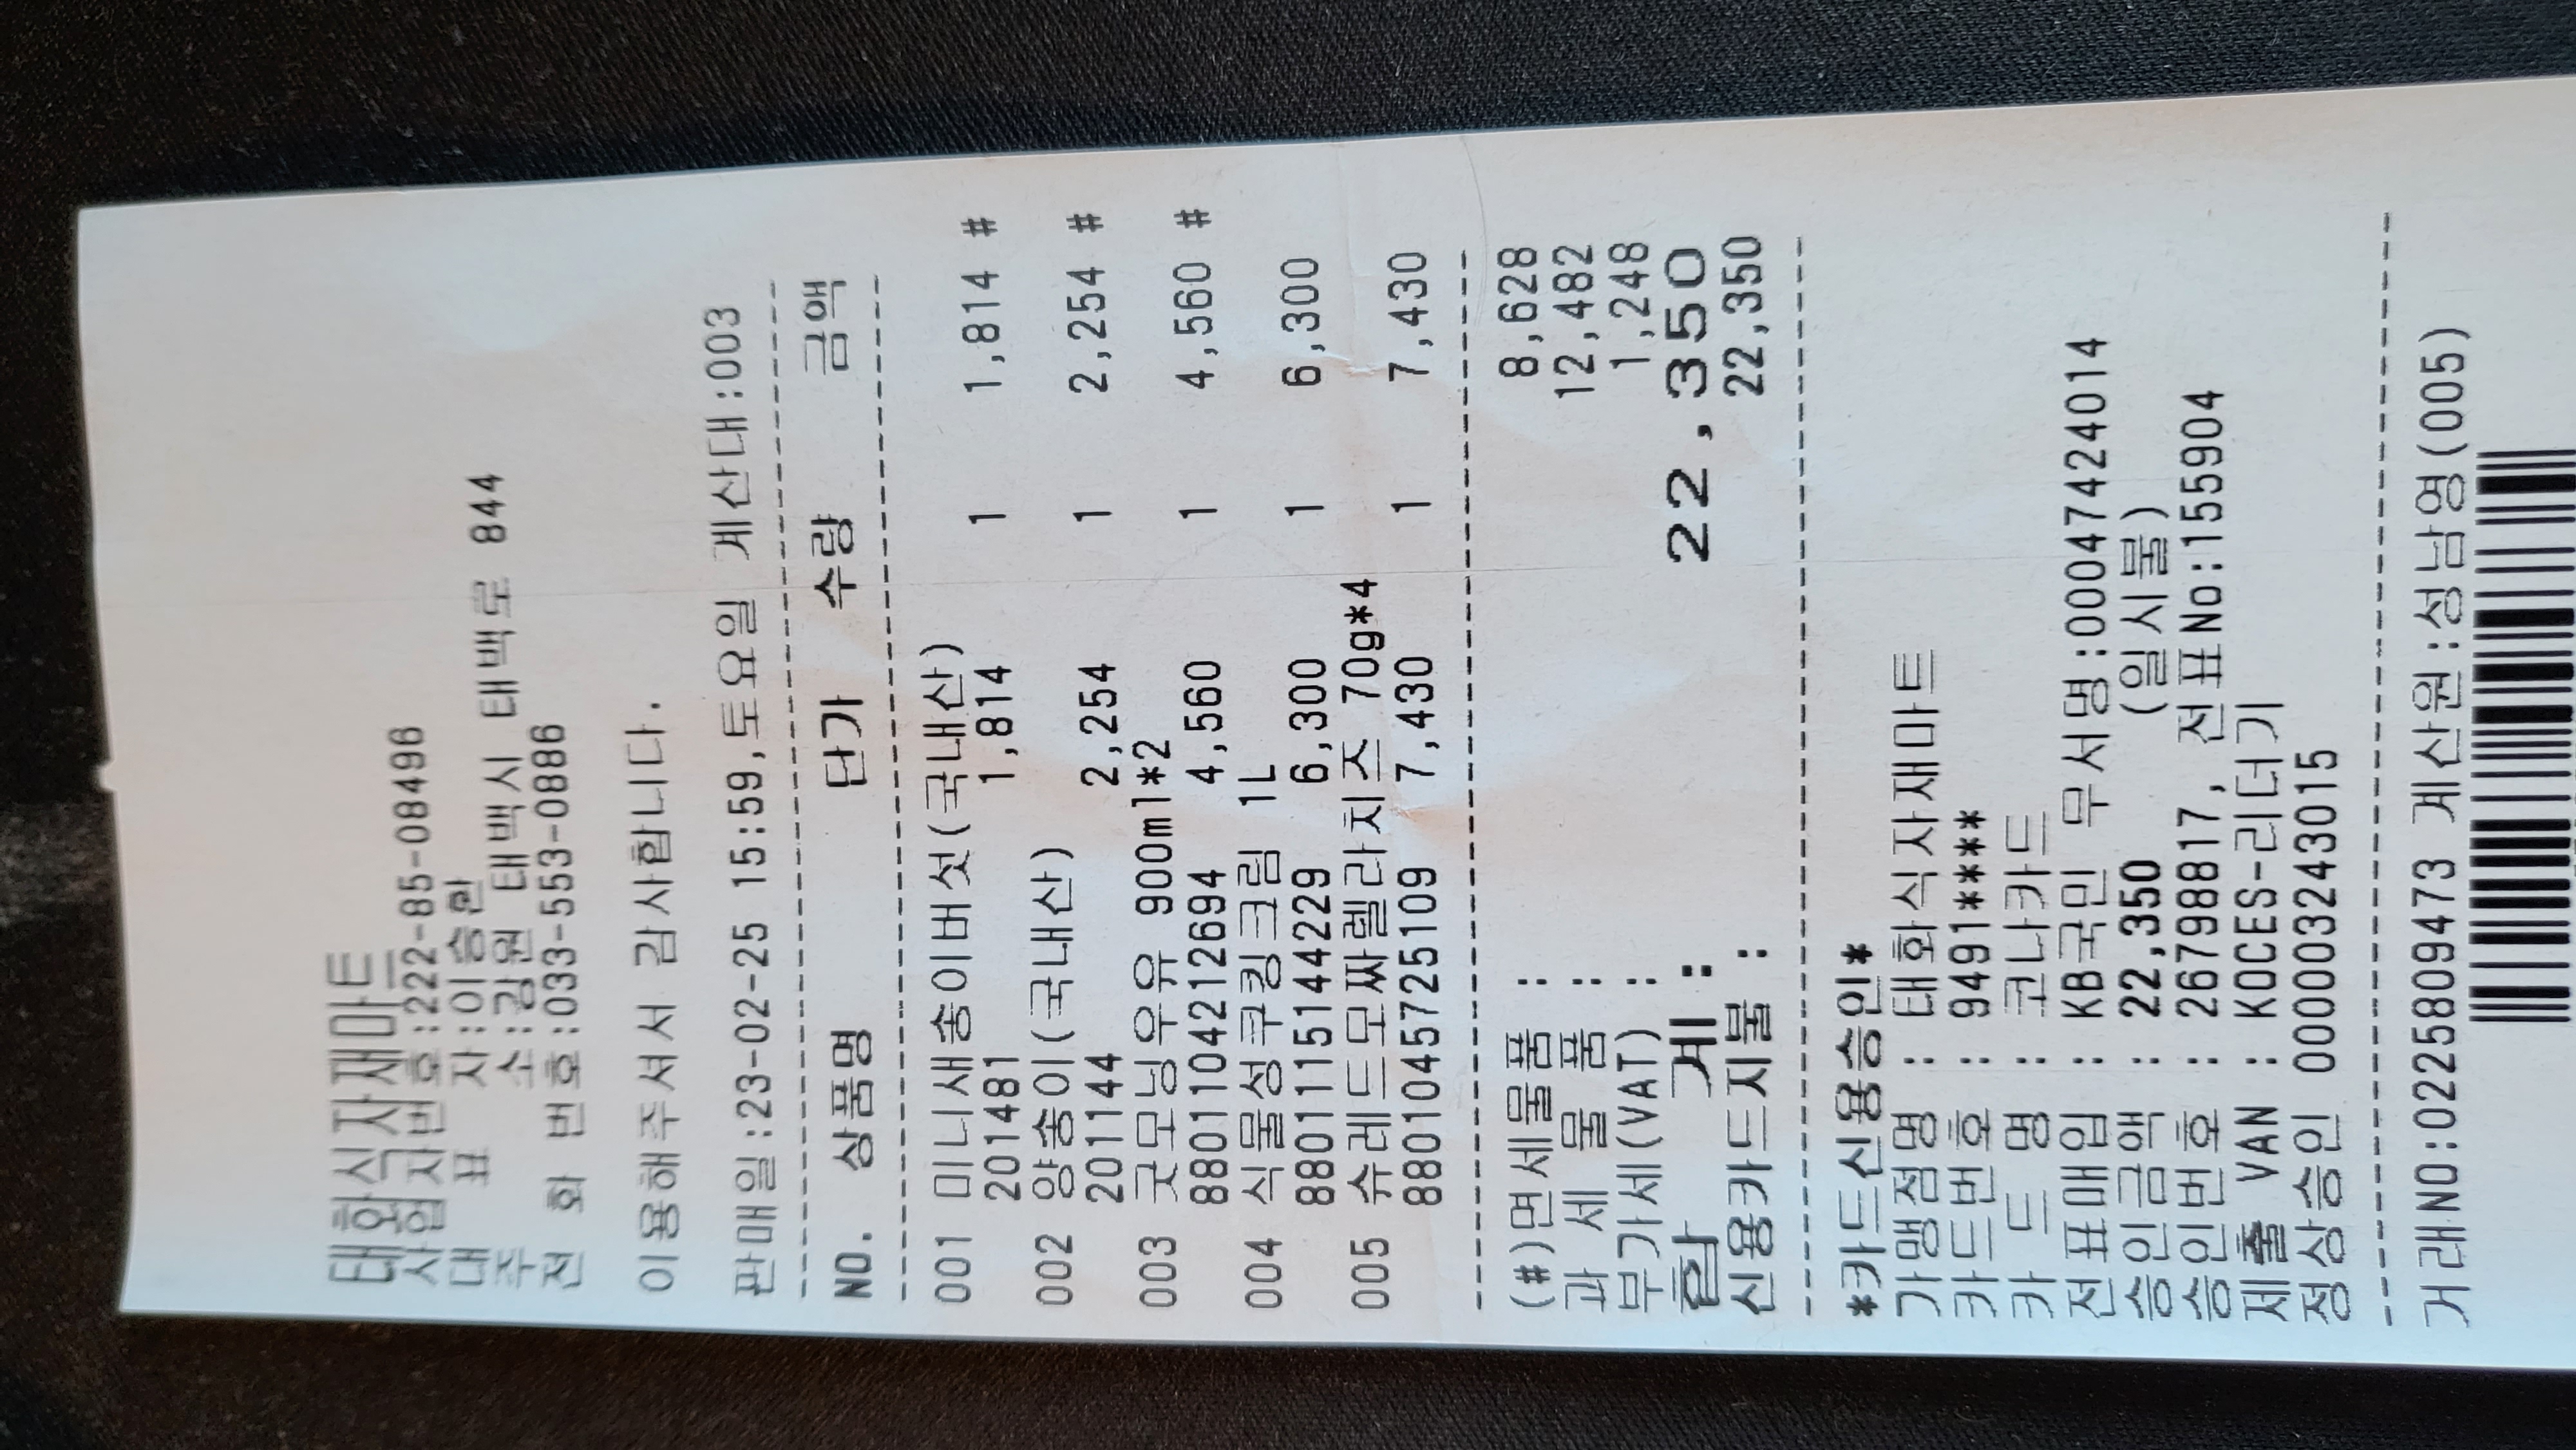 태화식자재마트
사업자번호:222-85-08496
대 표 자:이승환
주 소:강원 태백시 태백로 844
전 화 번호:033-553-0886
이용해주셔서 감사합니다.
판매일:23-02-25 15:59,토요일 계산대:003
NO. 상품명 단가 수량 금액
001 미니새송이버섯(국내산)
201481 1,814 1 1,814 #
002 양송이(국내산)
201144 2,254 1 2,254 #
003 굿모닝우유 900ml*2
8801104212694 4,560 1 4,560 #
004 식물성쿠킹크림 1L
8801115144229 6,300 1 6,300
005 슈레드모짜렐라치즈 70g*4
8801045725109 7,430 1 7,430
(#)면세물품 : 8,628
과 세 물 품 : 12,482
부가세(VAT) : 1,248
합 계: 22,350
신용카드지불: 22,350
*카드신용승인*
가맹점명 : 태화식자재마트
카드번호 : 9491****
카 드 명 : 코나카드
전표매입 : KB국민 무서명:00047424014
승인금액 : 22,350 (일시불)
승인번호 : 26798817, 전표No:155904
제출 VAN : KOCES-리더기
정상승인 000003243015
거래NO:0225809473 계산원:성남영(005)